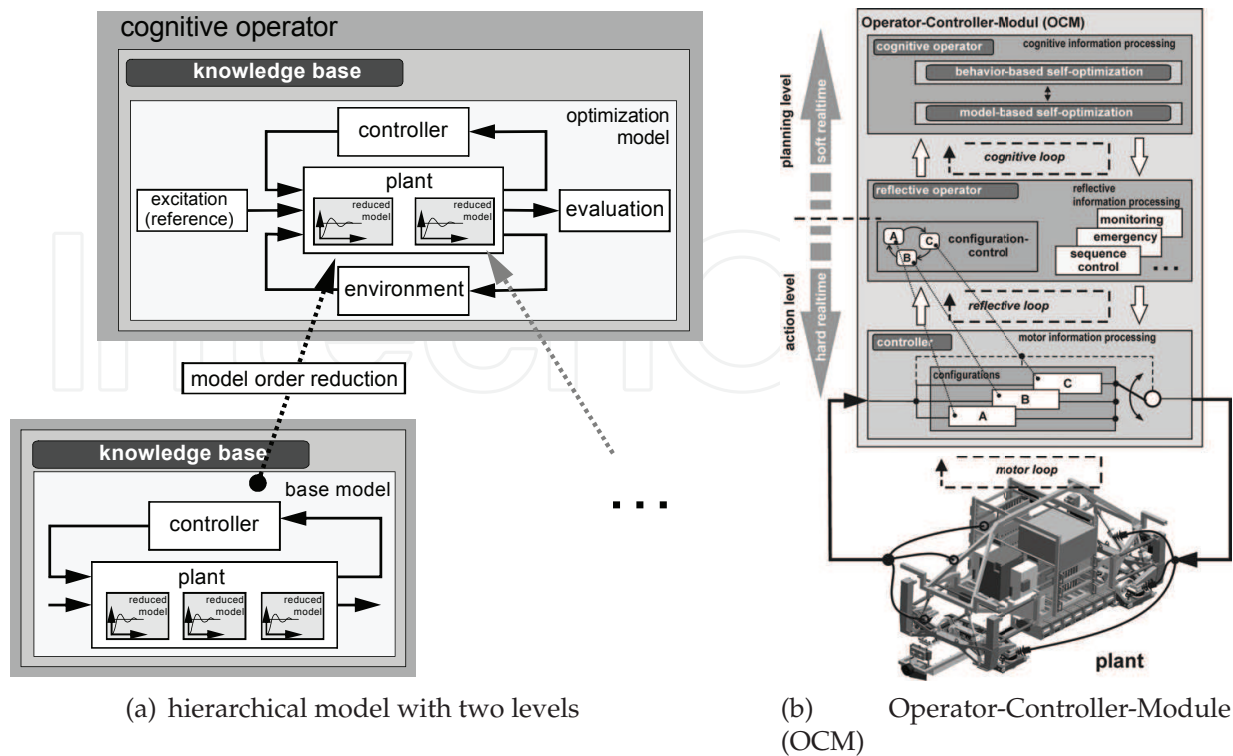 cognitive operator
knowledge base
optimization
model
controller
plant
reduced
model
reduced
model
excitation
(reference)
evaluation
environment
model order reduction
knowledge base
base model
controller
plant
reduced
model
reduced
model
reduced
model
...
(a) hierarchical model with two levels
Operator-Controller-Modul (OCM)
cognitive operator
cognitive information processing
behavior-based self-optimization
model-based self-optimization
planning level
soft realtime
cognitive loop
reflective operator
reflective
information processing
monitoring
emergency
sequence
control
...
A
C
B
configuration-
control
action level
hard realtime
reflective loop
controller
motor information processing
configurations
C
B
A
motor loop
plant
(b) Operator-Controller-Module
(OCM)